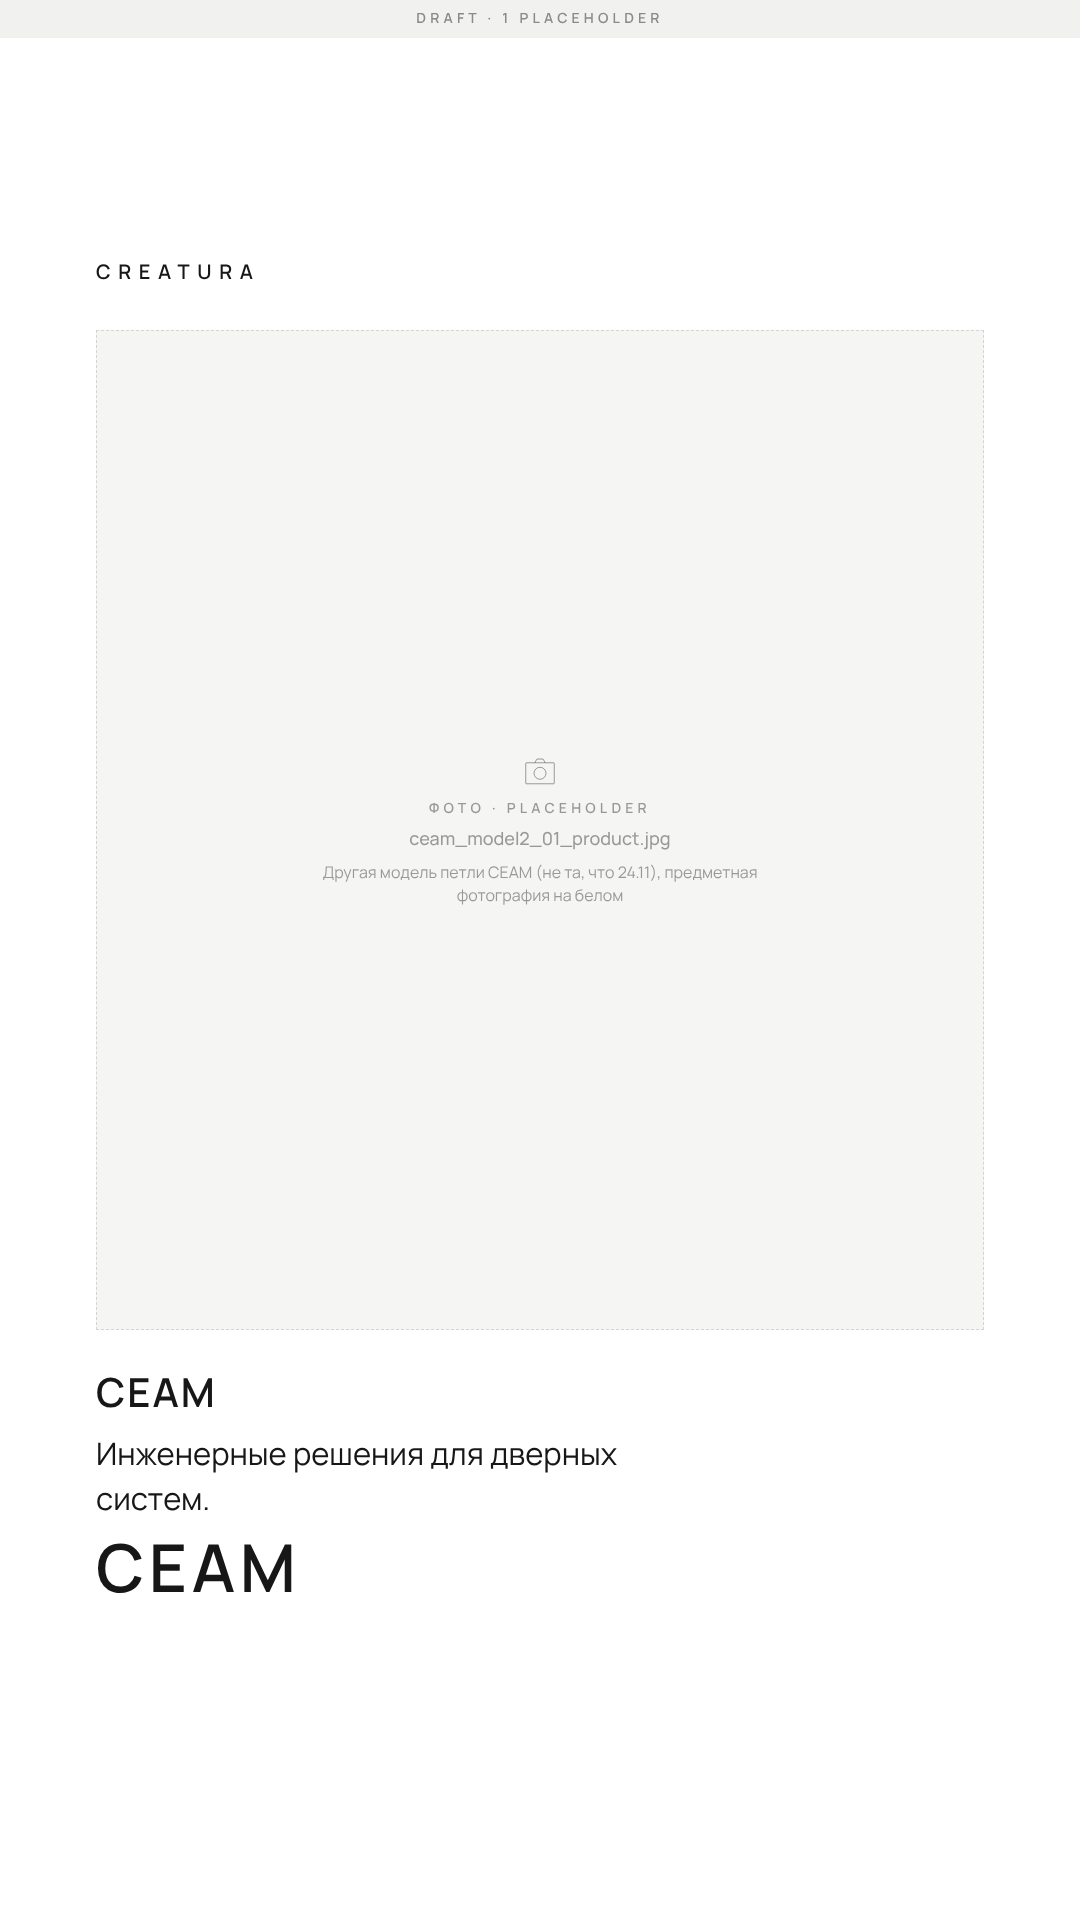 DRAFT · 1 PLACEHOLDER
CREATURA
ФОТО · PLACEHOLDER
ceam_model2_01_product.jpg
Другая модель петли CEAM (не та, что 24.11), предметная
фотография на белом
CEAM
Инженерные решения для дверных
систем.
CEAM